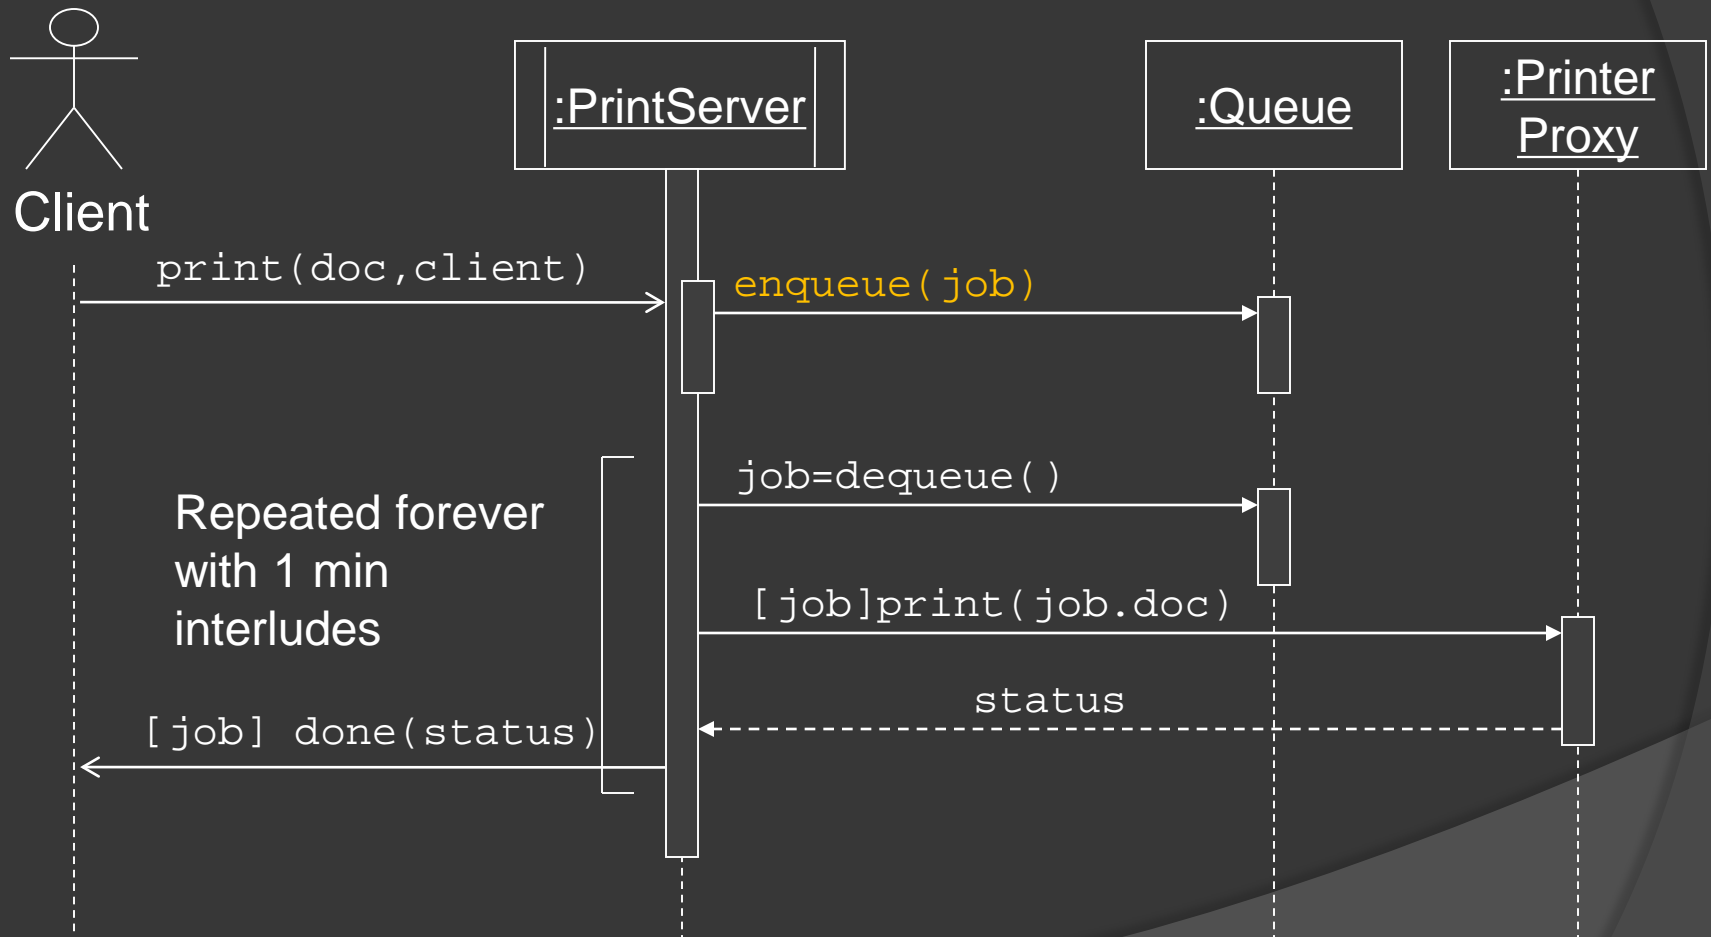 :PrintServer
:Queue
:Printer
Proxy
Client
print(doc,client)
enqueue(job)
job=dequeue()
Repeated forever
with 1 min
interludes
[job]print(job.doc)
status
[job] done(status)